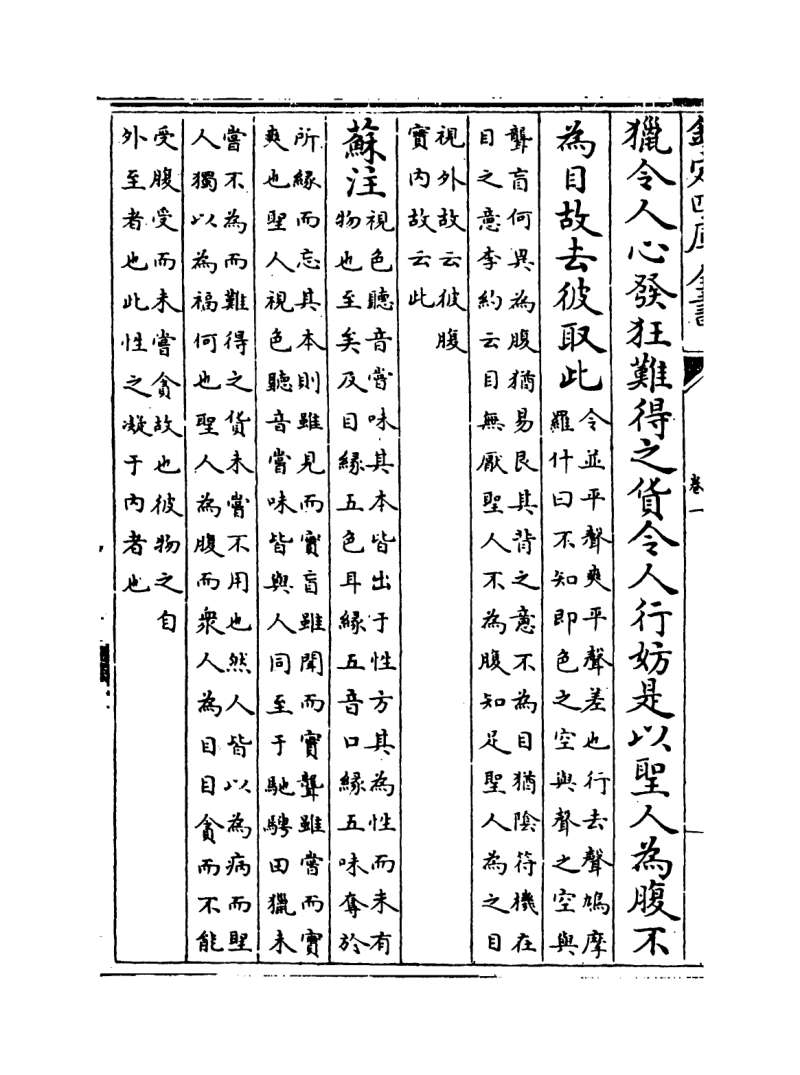 欽定四庫全書 卷一
獵令人心發狂難得之貨令人行妨是以聖人為腹不
為目故去彼取此
令並平聲爽平聲差也行去聲鳩摩
羅什曰不知即色之空與聲之空與
聾盲何異為腹猶易艮其背之意不為目猶陰符機在
目之意李約云目無厭聖人不為腹知足聖人為之目
視外故云彼腹
實内故云此
蘇注
視色聽音嘗味其本皆出于性方其為性而未有
物也至矣及目緣五色耳緣五音口緣五味奪於
所緣而忘其本則雖見而實盲雖聞而實聾雖嘗而實
爽也聖人視色聽音嘗味皆與人同至于馳騁田獵未
嘗不為而難得之貨未嘗不用也然人皆以為病而聖
人獨以為福何也聖人為腹而衆人為目目貪而不能
受腹受而未嘗貪故也彼物之自
外至者也此性之凝于内者也